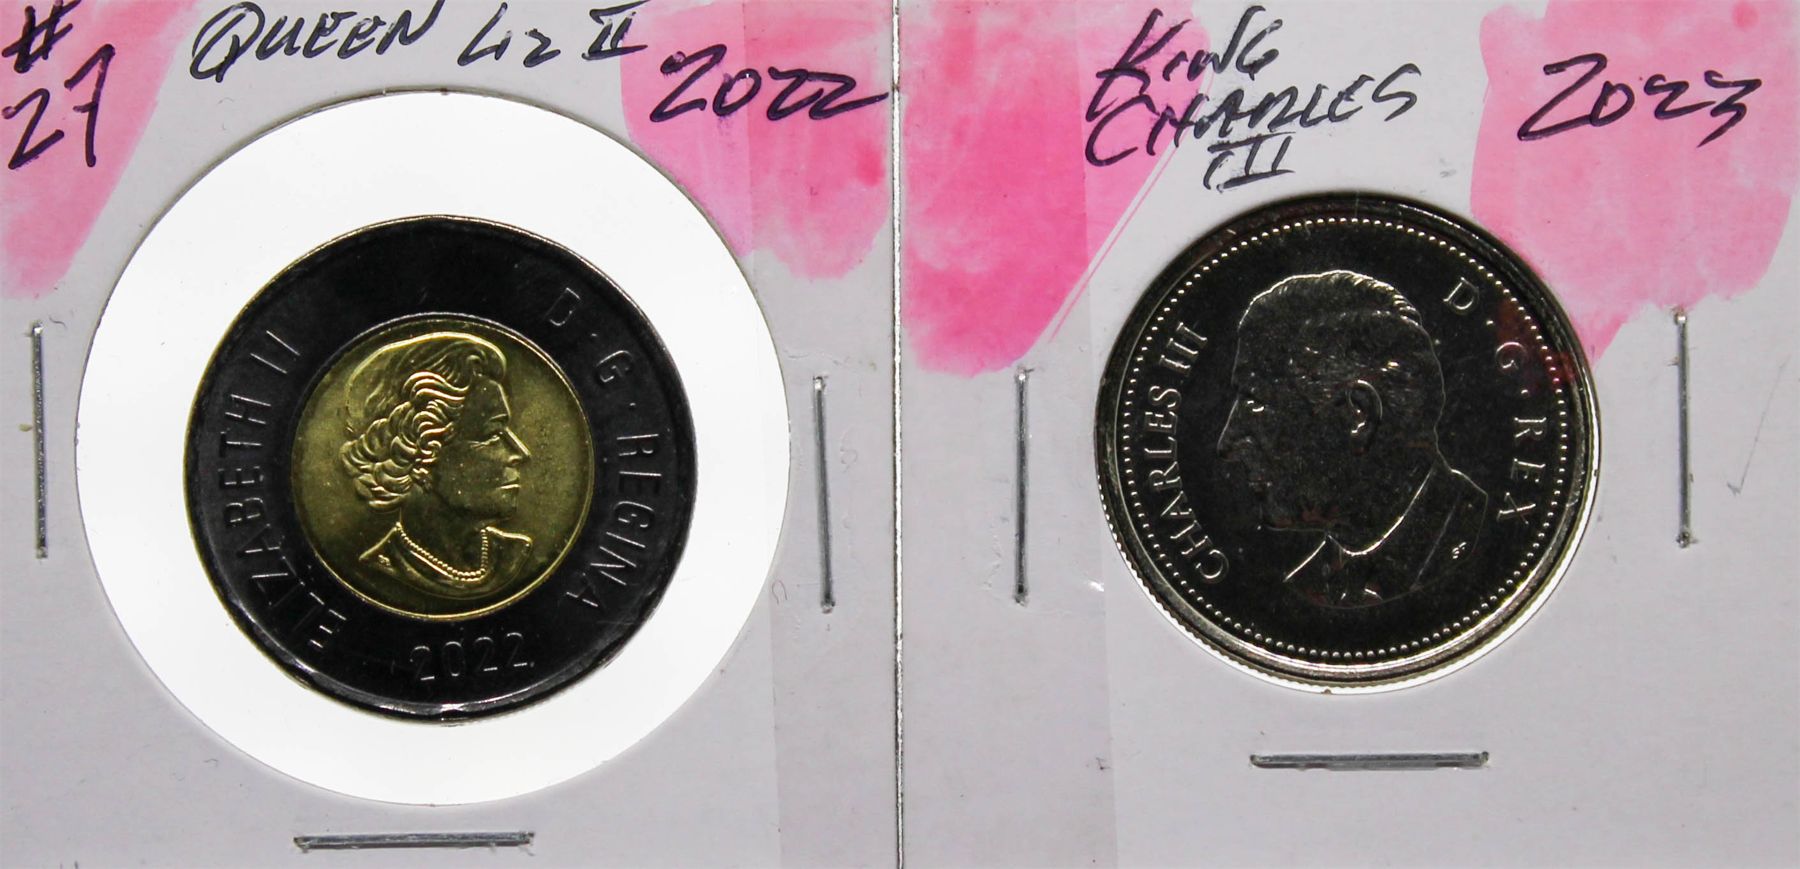 #
27
QUEEN LIZ II
2022
KING
CHARLES
III
2023
ELIZABETH II
D · G · REGINA
2022
CHARLES III
D · G · REX